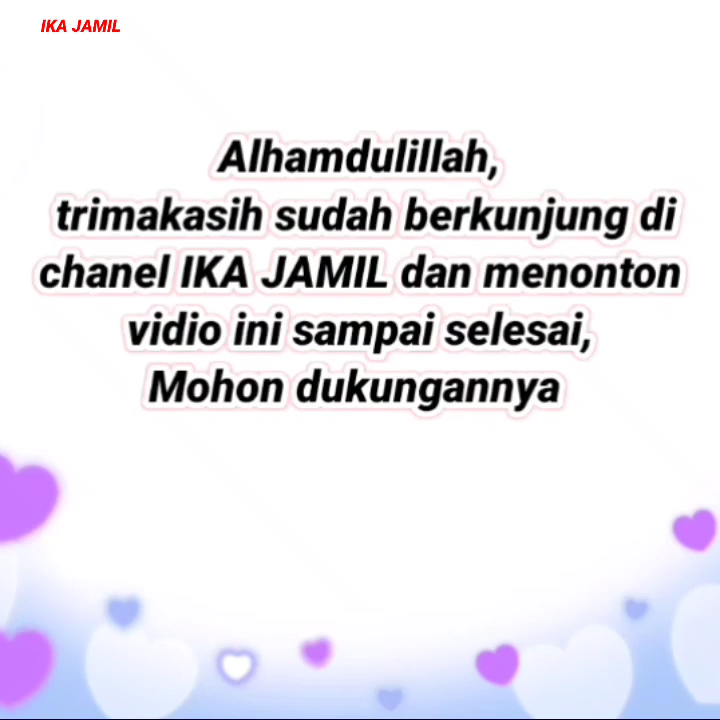 IKA JAMIL
Alhamdulillah,
trimakasih sudah berkunjung di
chanel IKA JAMIL dan menonton
vidio ini sampai selesai,
Mohon dukungannya